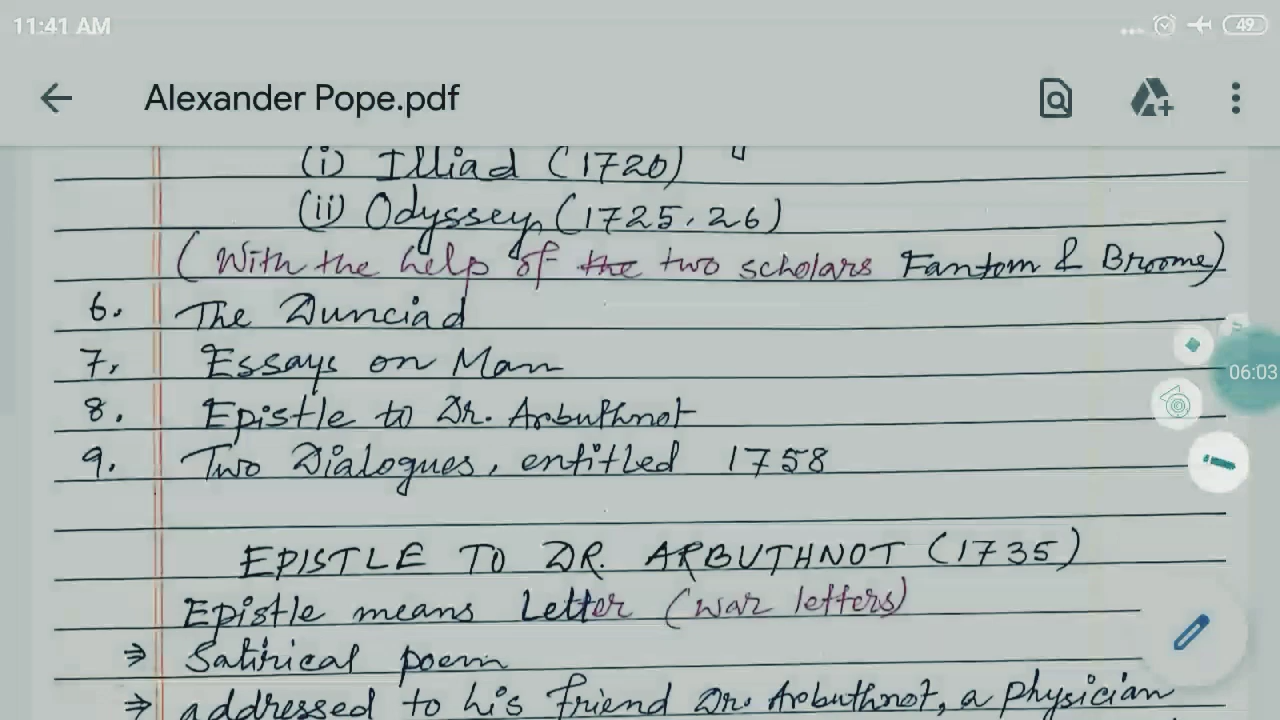 11:41 AM
49
Alexander Pope.pdf
(i) Illiad (1720)
(ii) Odyssey (1725.26)
(With the help of the two scholars Fantom & Broome)
6. The Dunciad
7. Essays on Man
06:03
8. Epistle to Dr. Arbuthnot
9. Two Dialogues, entitled 1758
EPISTLE TO DR. ARBUTHNOT (1735)
Epistle means Letter (war letters)
⇒ Satirical poem
⇒ addressed to his friend Dr. Arbuthnot, a physician